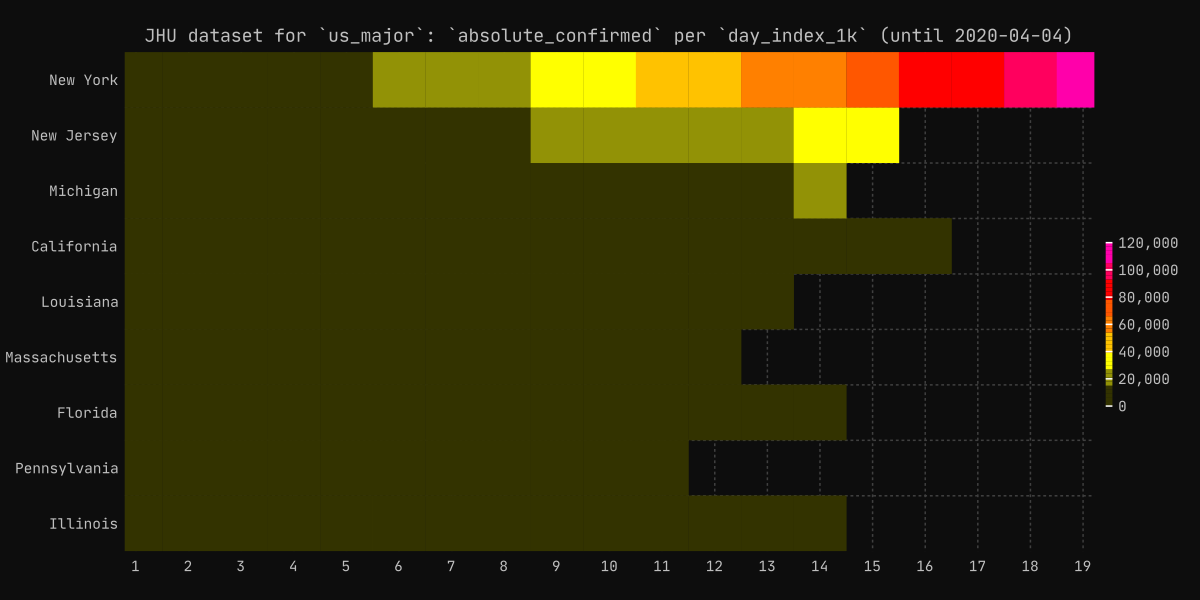 JHU dataset for `us_major`: `absolute_confirmed` per `day_index_1k` (until 2020-04-04)
New York
New Jersey
Michigan
California
Louisiana
Massachusetts
Florida
Pennsylvania
Illinois
1 2 3 4 5 6 7 8 9 10 11 12 13 14 15 16 17 18 19
120,000
100,000
80,000
60,000
40,000
20,000
0